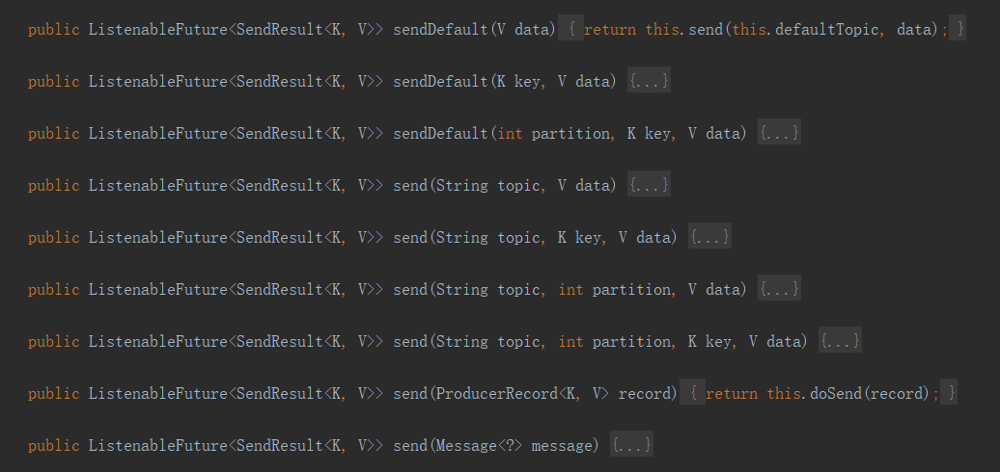 public ListenableFuture<SendResult<K, V>> sendDefault(V data) { return this.send(this.defaultTopic, data); }
public ListenableFuture<SendResult<K, V>> sendDefault(K key, V data) {...}
public ListenableFuture<SendResult<K, V>> sendDefault(int partition, K key, V data) {...}
public ListenableFuture<SendResult<K, V>> send(String topic, V data) {...}
public ListenableFuture<SendResult<K, V>> send(String topic, K key, V data) {...}
public ListenableFuture<SendResult<K, V>> send(String topic, int partition, V data) {...}
public ListenableFuture<SendResult<K, V>> send(String topic, int partition, K key, V data) {...}
public ListenableFuture<SendResult<K, V>> send(ProducerRecord<K, V> record) { return this.doSend(record); }
public ListenableFuture<SendResult<K, V>> send(Message<?> message) {...}